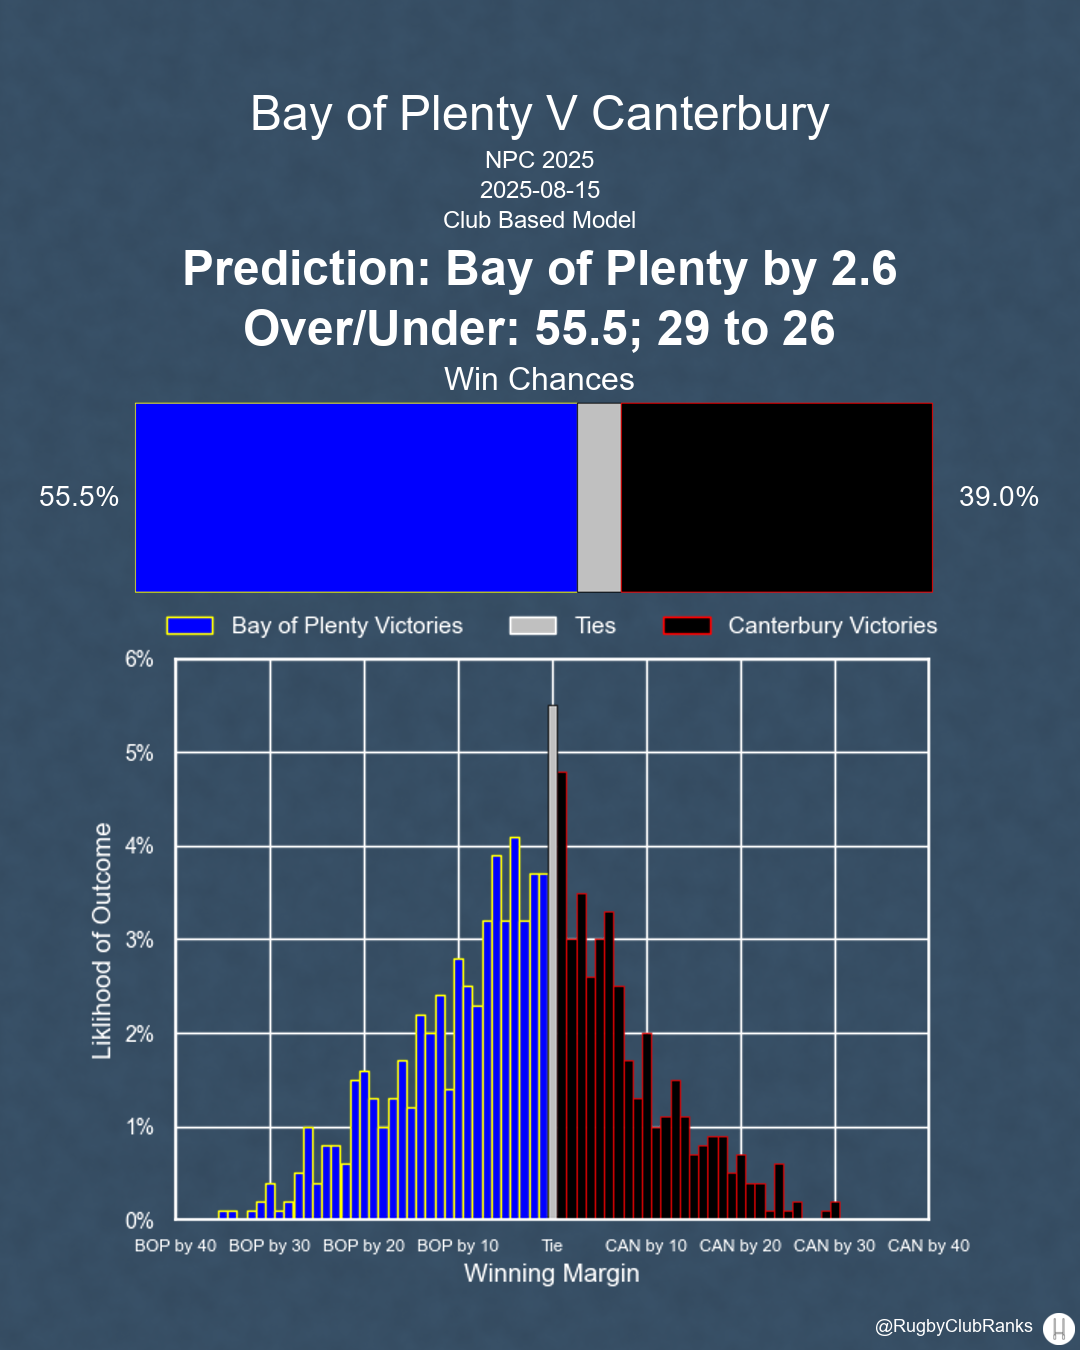 Bay of Plenty V Canterbury
NPC 2025
2025-08-15
Club Based Model
Prediction: Bay of Plenty by 2.6
Over/Under: 55.5; 29 to 26
Win Chances
55.5%
39.0%
Bay of Plenty Victories
Ties
Canterbury Victories
6%
5%
4%
3%
2%
1%
0%
Liklihood of Outcome
BOP by 40
BOP by 30
BOP by 20
BOP by 10
Tie
CAN by 10
CAN by 20
CAN by 30
CAN by 40
Winning Margin
@RugbyClubRanks